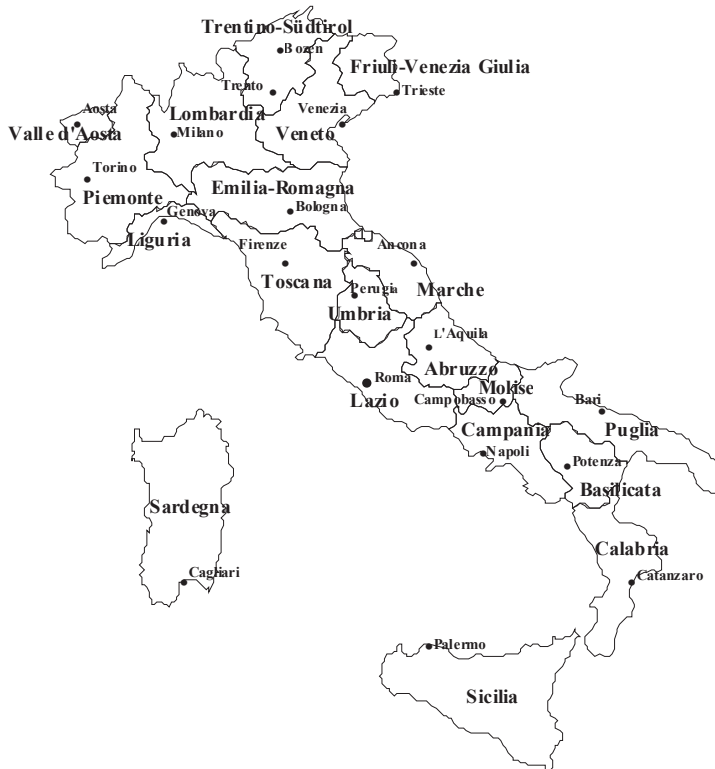 Trentino-Südtirol
Bozen
Friuli-Venezia Giulia
Trento
Trieste
Aosta
Lombardia
Venezia
Valle d'Aosta
Milano
Veneto
Torino
Piemonte
Emilia-Romagna
Genova
Bologna
Liguria
Firenze
Ancona
Toscana
Marche
Perugia
Umbria
L'Aquila
Abruzzo
Roma
Molise
Lazio
Campobasso
Bari
Campania
Puglia
Napoli
Potenza
Basilicata
Sardegna
Calabria
Cagliari
Catanzaro
Palermo
Sicilia